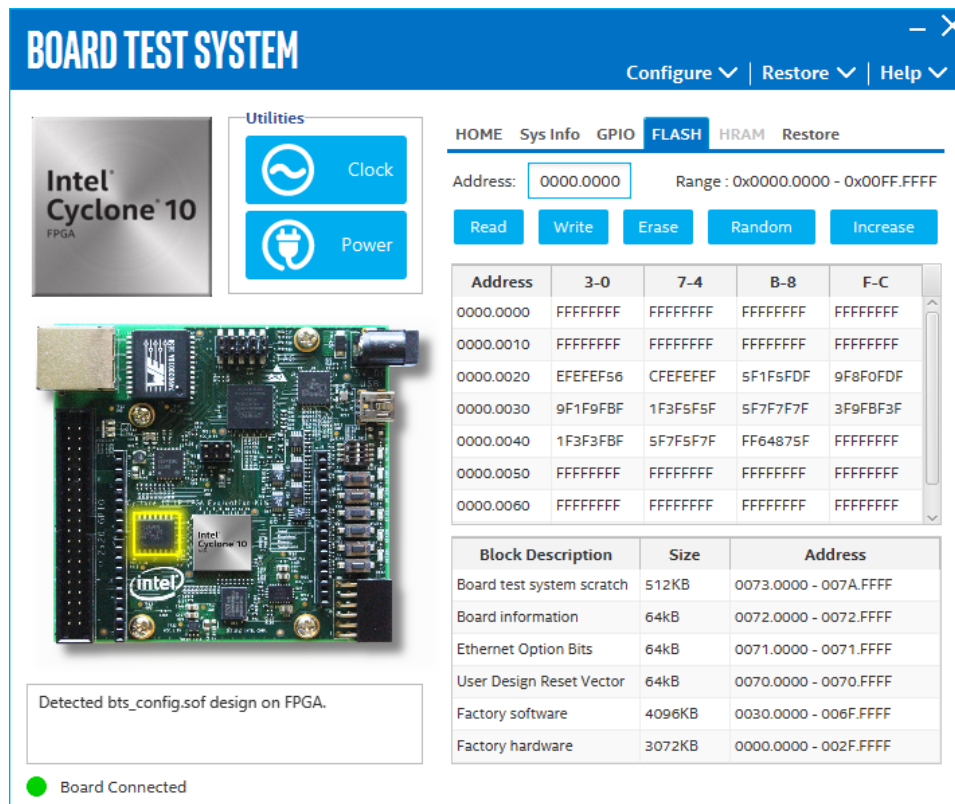 BOARD TEST SYSTEM
Configure | Restore | Help
Intel®
Cyclone® 10
FPGA
Utilities
Clock
Power
HOME Sys Info GPIO FLASH HRAM Restore
Address: 0000.0000 Range : 0x0000.0000 - 0x00FF.FFFF
Read Write Erase Random Increase
Address 3-0 7-4 B-8 F-C
0000.0000 FFFFFFFF FFFFFFFF FFFFFFFF FFFFFFFF
0000.0010 FFFFFFFF FFFFFFFF FFFFFFFF FFFFFFFF
0000.0020 EFEFEF56 CFEFEFEF 5F1F5FDF 9F8F0FDF
0000.0030 9F1F9FBF 1F3F5F5F 5F7F7F7F 3F9FBF3F
0000.0040 1F3F3FBF 5F7F5F7F FF64875F FFFFFFFF
0000.0050 FFFFFFFF FFFFFFFF FFFFFFFF FFFFFFFF
0000.0060 FFFFFFFF FFFFFFFF FFFFFFFF FFFFFFFF
Block Description Size Address
Board test system scratch 512KB 0073.0000 - 007A.FFFF
Board information 64kB 0072.0000 - 0072.FFFF
Ethernet Option Bits 64kB 0071.0000 - 0071.FFFF
User Design Reset Vector 64kB 0070.0000 - 0070.FFFF
Factory software 4096KB 0030.0000 - 006F.FFFF
Factory hardware 3072KB 0000.0000 - 002F.FFFF
WE
USB
Evaluation Kit
2x20 GPIO
Intel
Cyclone 10
intel
Detected bts_config.sof design on FPGA.
Board Connected